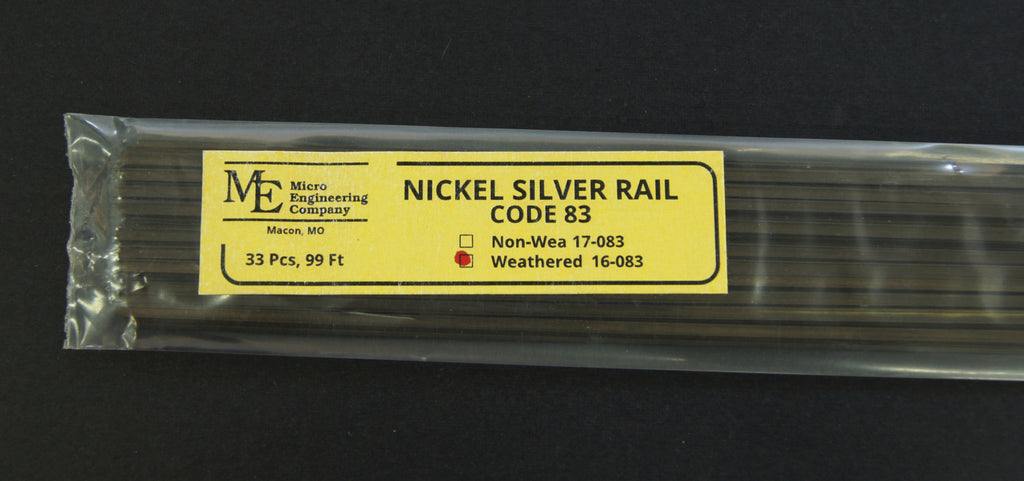 ME Micro
Engineering
Company
Macon, MO
33 Pcs, 99 Ft
NICKEL SILVER RAIL
CODE 83
Non-Wea 17-083
Weathered 16-083